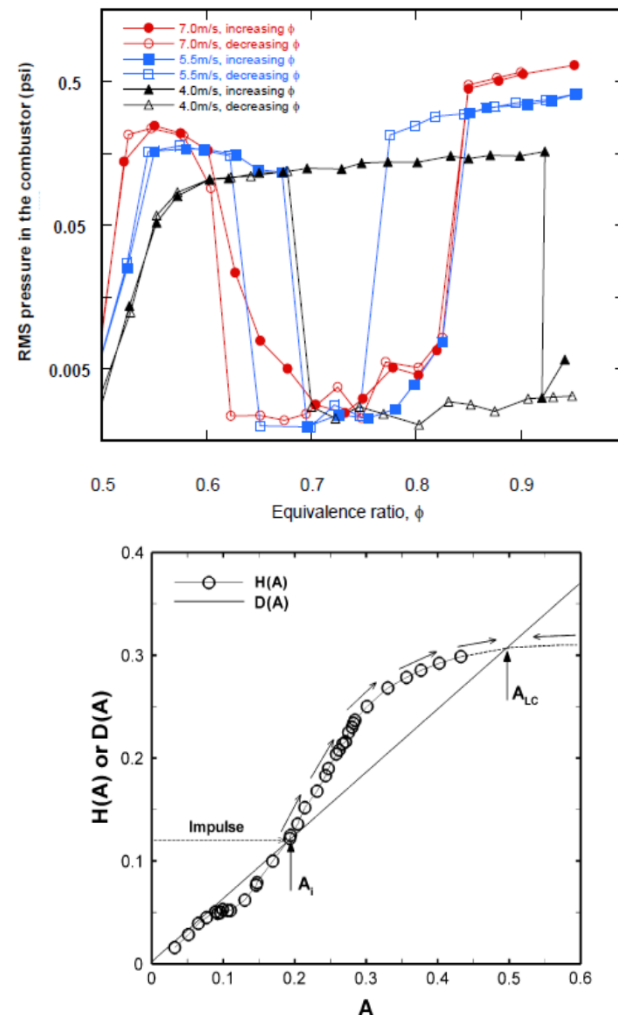 7.0m/s, increasing ϕ
7.0m/s, decreasing ϕ
5.5m/s, increasing ϕ
5.5m/s, decreasing ϕ
4.0m/s, increasing ϕ
4.0m/s, decreasing ϕ
RMS pressure in the combustor (psi)
0.5
0.05
0.005
0.5 0.6 0.7 0.8 0.9
Equivalence ratio, ϕ
H(A)
D(A)
H(A) or D(A)
0.4
0.3
0.2
0.1
0
A_LC
Impulse
A_i
0 0.1 0.2 0.3 0.4 0.5 0.6
A